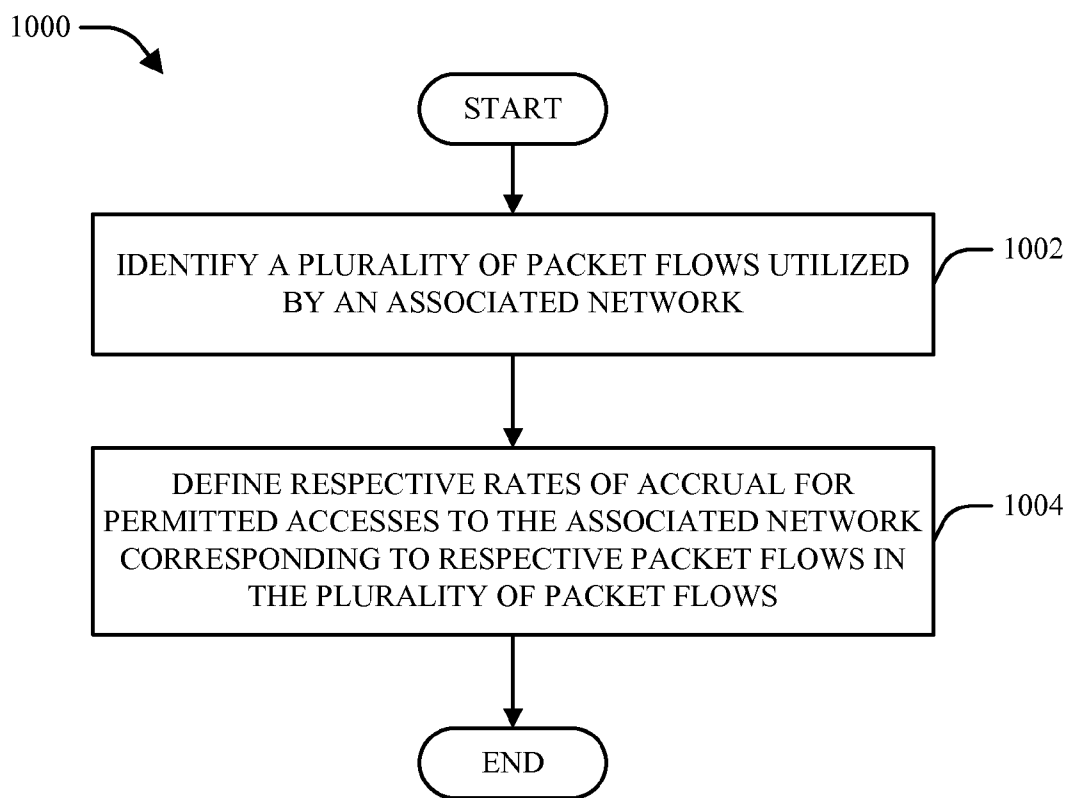 1000
START
IDENTIFY A PLURALITY OF PACKET FLOWS UTILIZED
BY AN ASSOCIATED NETWORK
1002
DEFINE RESPECTIVE RATES OF ACCRUAL FOR
PERMITTED ACCESSES TO THE ASSOCIATED NETWORK
CORRESPONDING TO RESPECTIVE PACKET FLOWS IN
THE PLURALITY OF PACKET FLOWS
1004
END